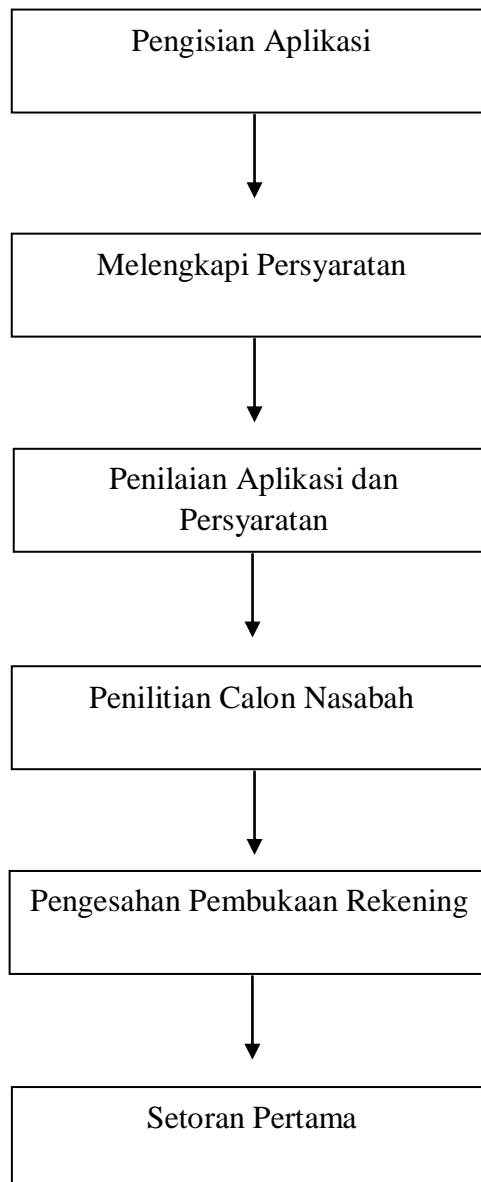 Pengisian Aplikasi
Melengkapi Persyaratan
Penilaian Aplikasi dan
Persyaratan
Penilitian Calon Nasabah
Pengesahan Pembukaan Rekening
Setoran Pertama